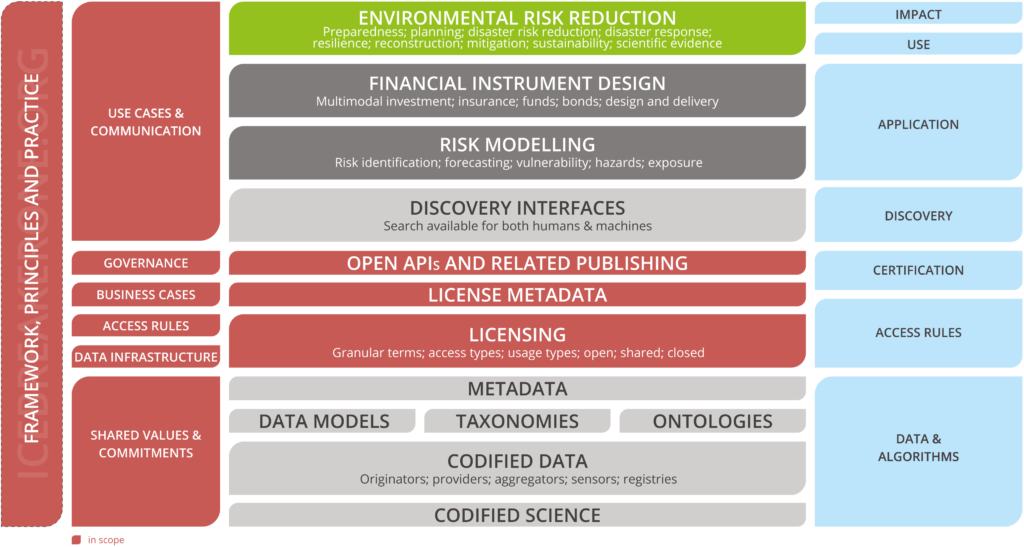 FRAMEWORK, PRINCIPLES AND PRACTICE
ICEBREAKERONE.ORG
USE CASES &
COMMUNICATION
GOVERNANCE
BUSINESS CASES
ACCESS RULES
DATA INFRASTRUCTURE
SHARED VALUES &
COMMITMENTS
ENVIRONMENTAL RISK REDUCTION
Preparedness; planning; disaster risk reduction; disaster response;
resilience; reconstruction; mitigation; sustainability; scientific evidence
FINANCIAL INSTRUMENT DESIGN
Multimodal investment; insurance; funds; bonds; design and delivery
RISK MODELLING
Risk identification; forecasting; vulnerability; hazards; exposure
DISCOVERY INTERFACES
Search available for both humans & machines
OPEN APIs AND RELATED PUBLISHING
LICENSE METADATA
LICENSING
Granular terms; access types; usage types; open; shared; closed
METADATA
DATA MODELS
TAXONOMIES
ONTOLOGIES
CODIFIED DATA
Originators; providers; aggregators; sensors; registries
CODIFIED SCIENCE
IMPACT
USE
APPLICATION
DISCOVERY
CERTIFICATION
ACCESS RULES
DATA &
ALGORITHMS
in scope